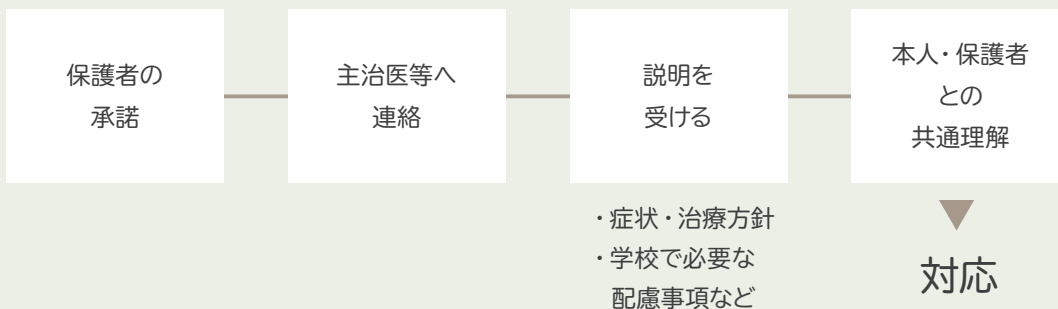 保護者の
承諾
主治医等へ
連絡
説明を
受ける
本人・保護者
との
共通理解
・症状・治療方針
・学校で必要な
配慮事項など
対応